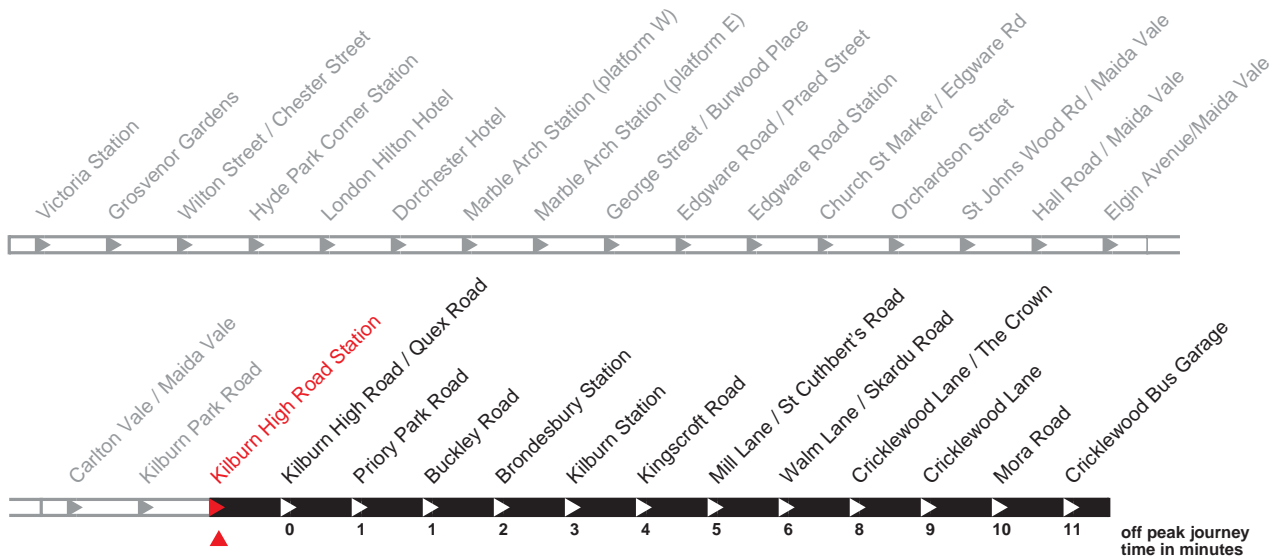 Victoria Station
Grosvenor Gardens
Wilton Street / Chester Street
Hyde Park Corner Station
London Hilton Hotel
Dorchester Hotel
Marble Arch Station (platform W)
Marble Arch Station (platform E)
George Street / Burwood Place
Edgware Road / Praed Street
Edgware Road Station
Church St Market / Edgware Rd
Orchardson Street
St Johns Wood Rd / Maida Vale
Hall Road / Maida Vale
Elgin Avenue/Maida Vale
Carlton Vale / Maida Vale
Kilburn Park Road
Kilburn High Road Station
Kilburn High Road / Quex Road
Priory Park Road
Buckley Road
Brondesbury Station
Kilburn Station
Kingscroft Road
Mill Lane / St Cuthbert's Road
Walm Lane / Skardu Road
Cricklewood Lane / The Crown
Cricklewood Lane
Mora Road
Cricklewood Bus Garage
0 1 1 2 3 4 5 6 8 9 10 11
off peak journey
time in minutes